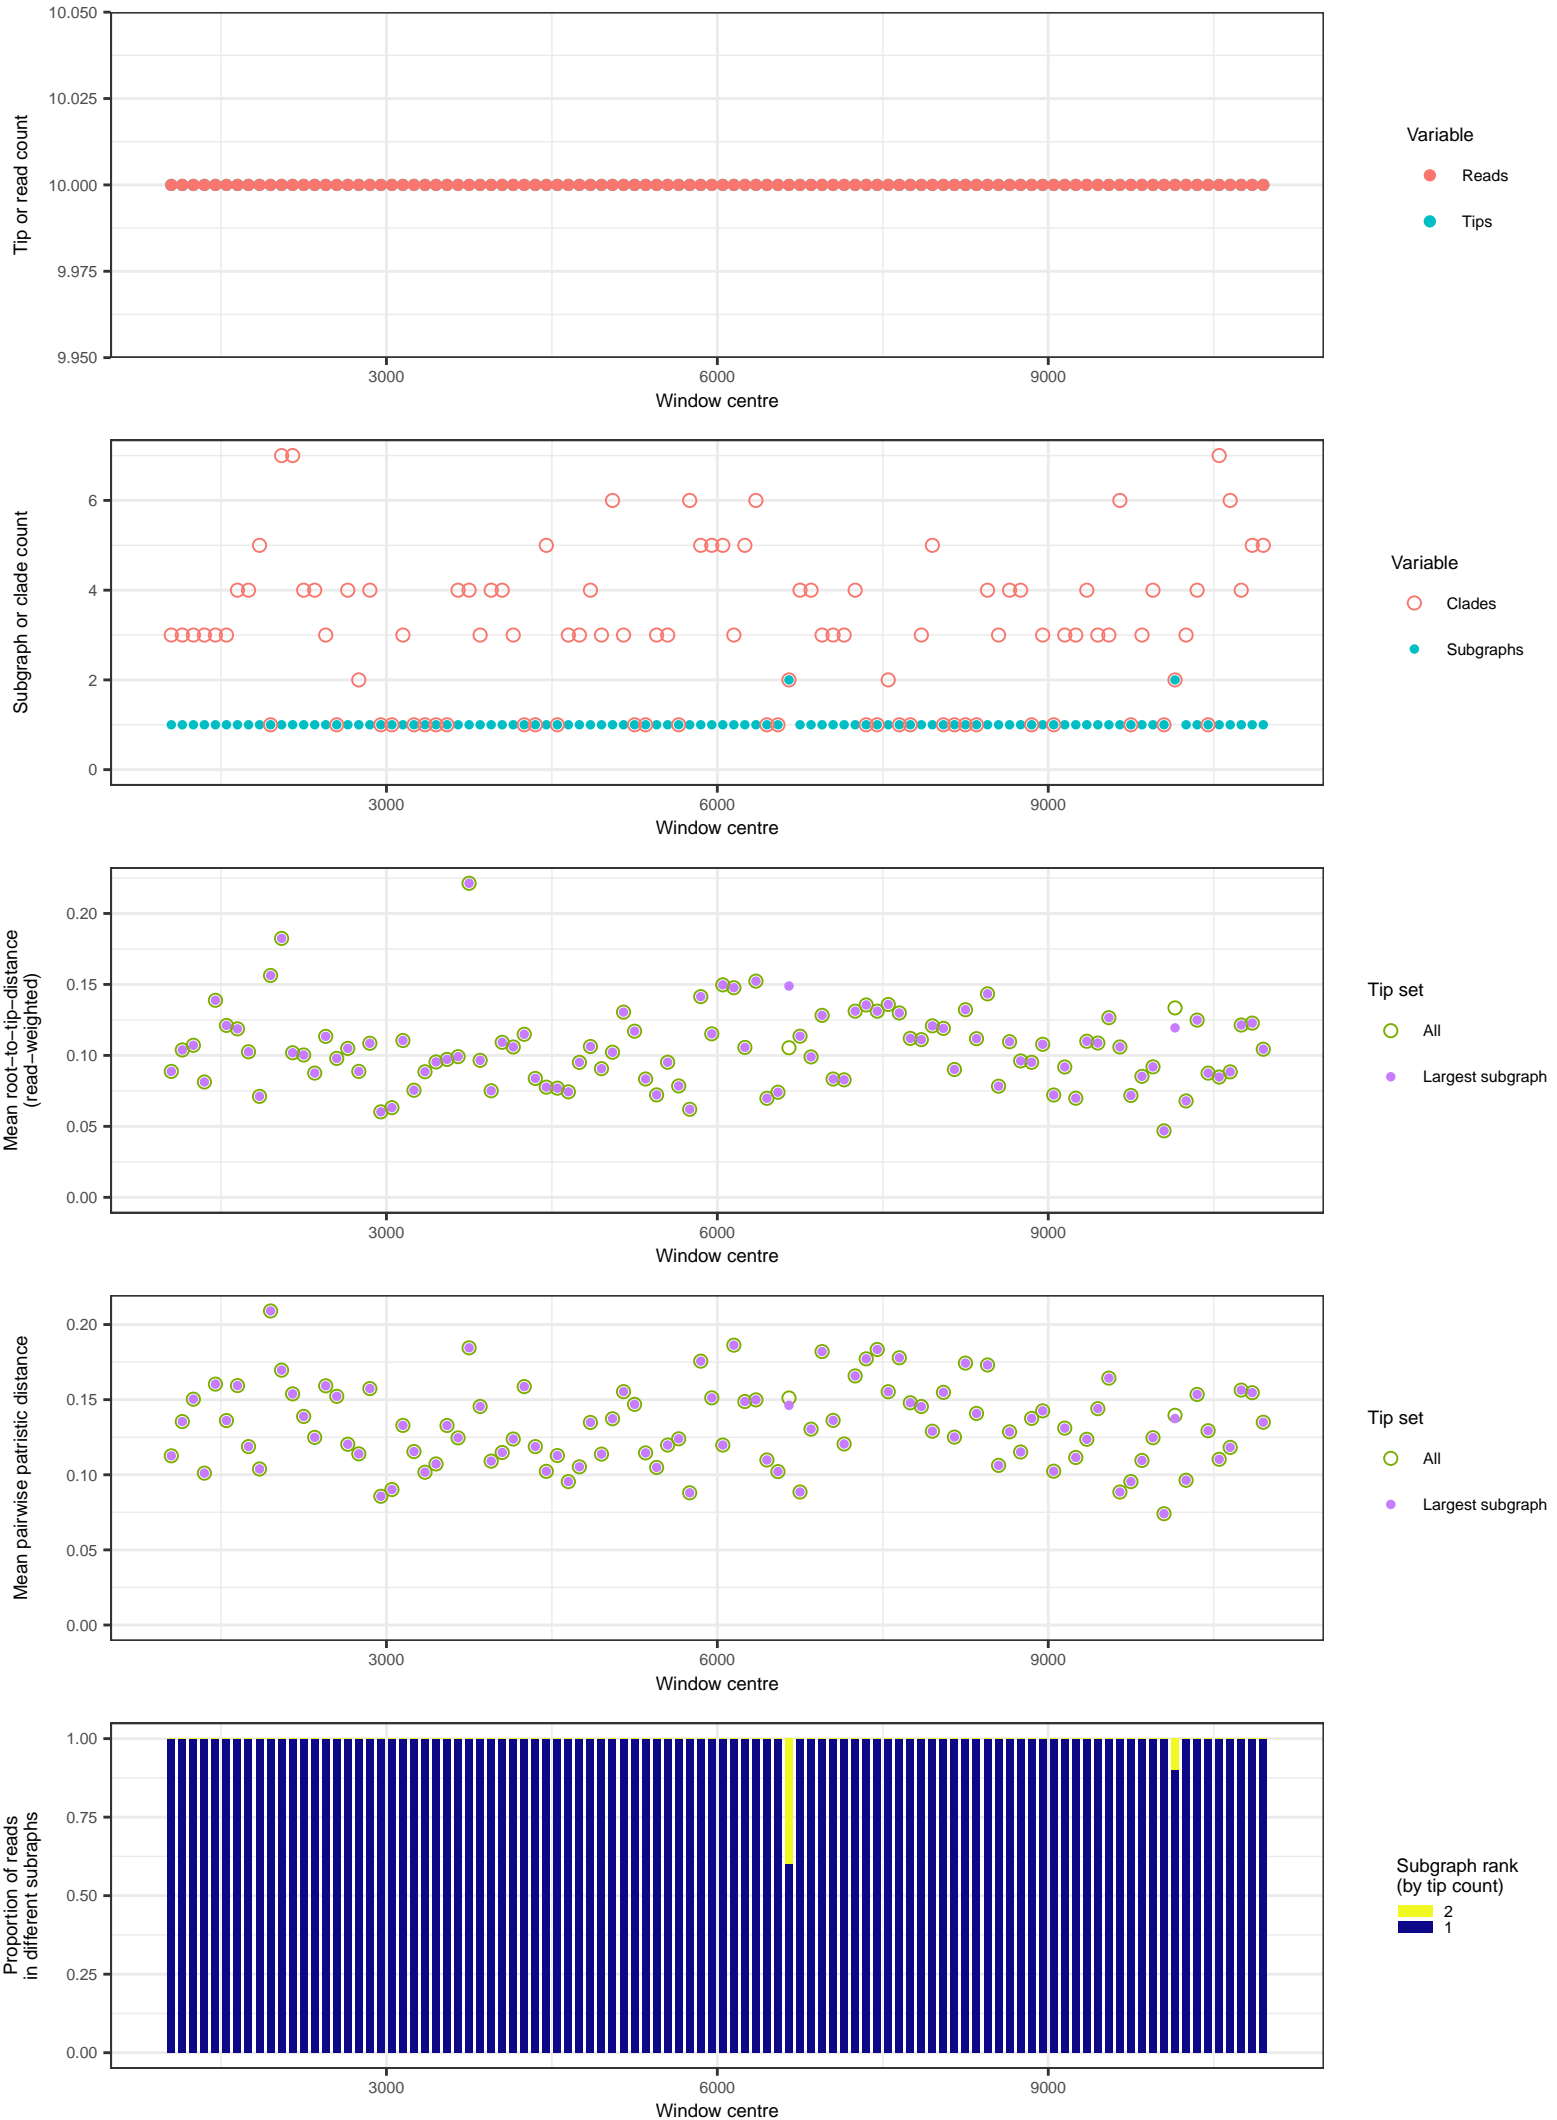 10.050
10.025
10.000
9.975
9.950
Tip or read count
3000
6000
9000
Window centre
Variable
Reads
Tips
6
4
2
0
Subgraph or clade count
3000
6000
9000
Window centre
Variable
Clades
Subgraphs
0.20
0.15
0.10
0.05
0.00
Mean root−to−tip−distance
(read−weighted)
3000
6000
9000
Window centre
Tip set
All
Largest subgraph
0.20
0.15
0.10
0.05
0.00
Mean pairwise patristic distance
3000
6000
9000
Window centre
Tip set
All
Largest subgraph
1.00
0.75
0.50
0.25
0.00
Proportion of reads
in different subraphs
3000
6000
9000
Window centre
Subgraph rank
(by tip count)
2
1